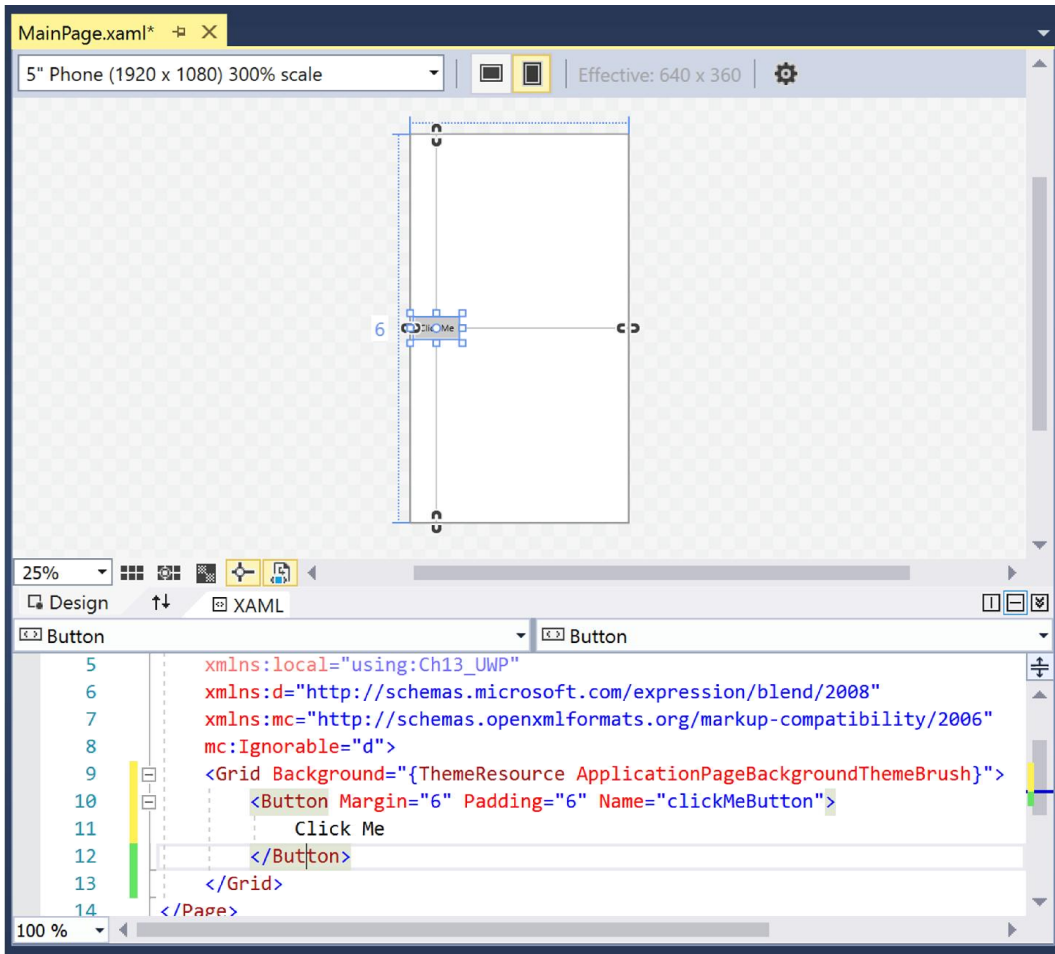 MainPage.xaml*
5" Phone (1920 x 1080) 300% scale
Effective: 640 x 360
6
Click Me
25%
Design
XAML
Button
Button
5 xmlns:local="using:Ch13_UWP"
6 xmlns:d="http://schemas.microsoft.com/expression/blend/2008"
7 xmlns:mc="http://schemas.openxmlformats.org/markup-compatibility/2006"
8 mc:Ignorable="d">
9 <Grid Background="{ThemeResource ApplicationPageBackgroundThemeBrush}">
10 <Button Margin="6" Padding="6" Name="clickMeButton">
11 Click Me
12 </Button>
13 </Grid>
14 </Page>
100 %